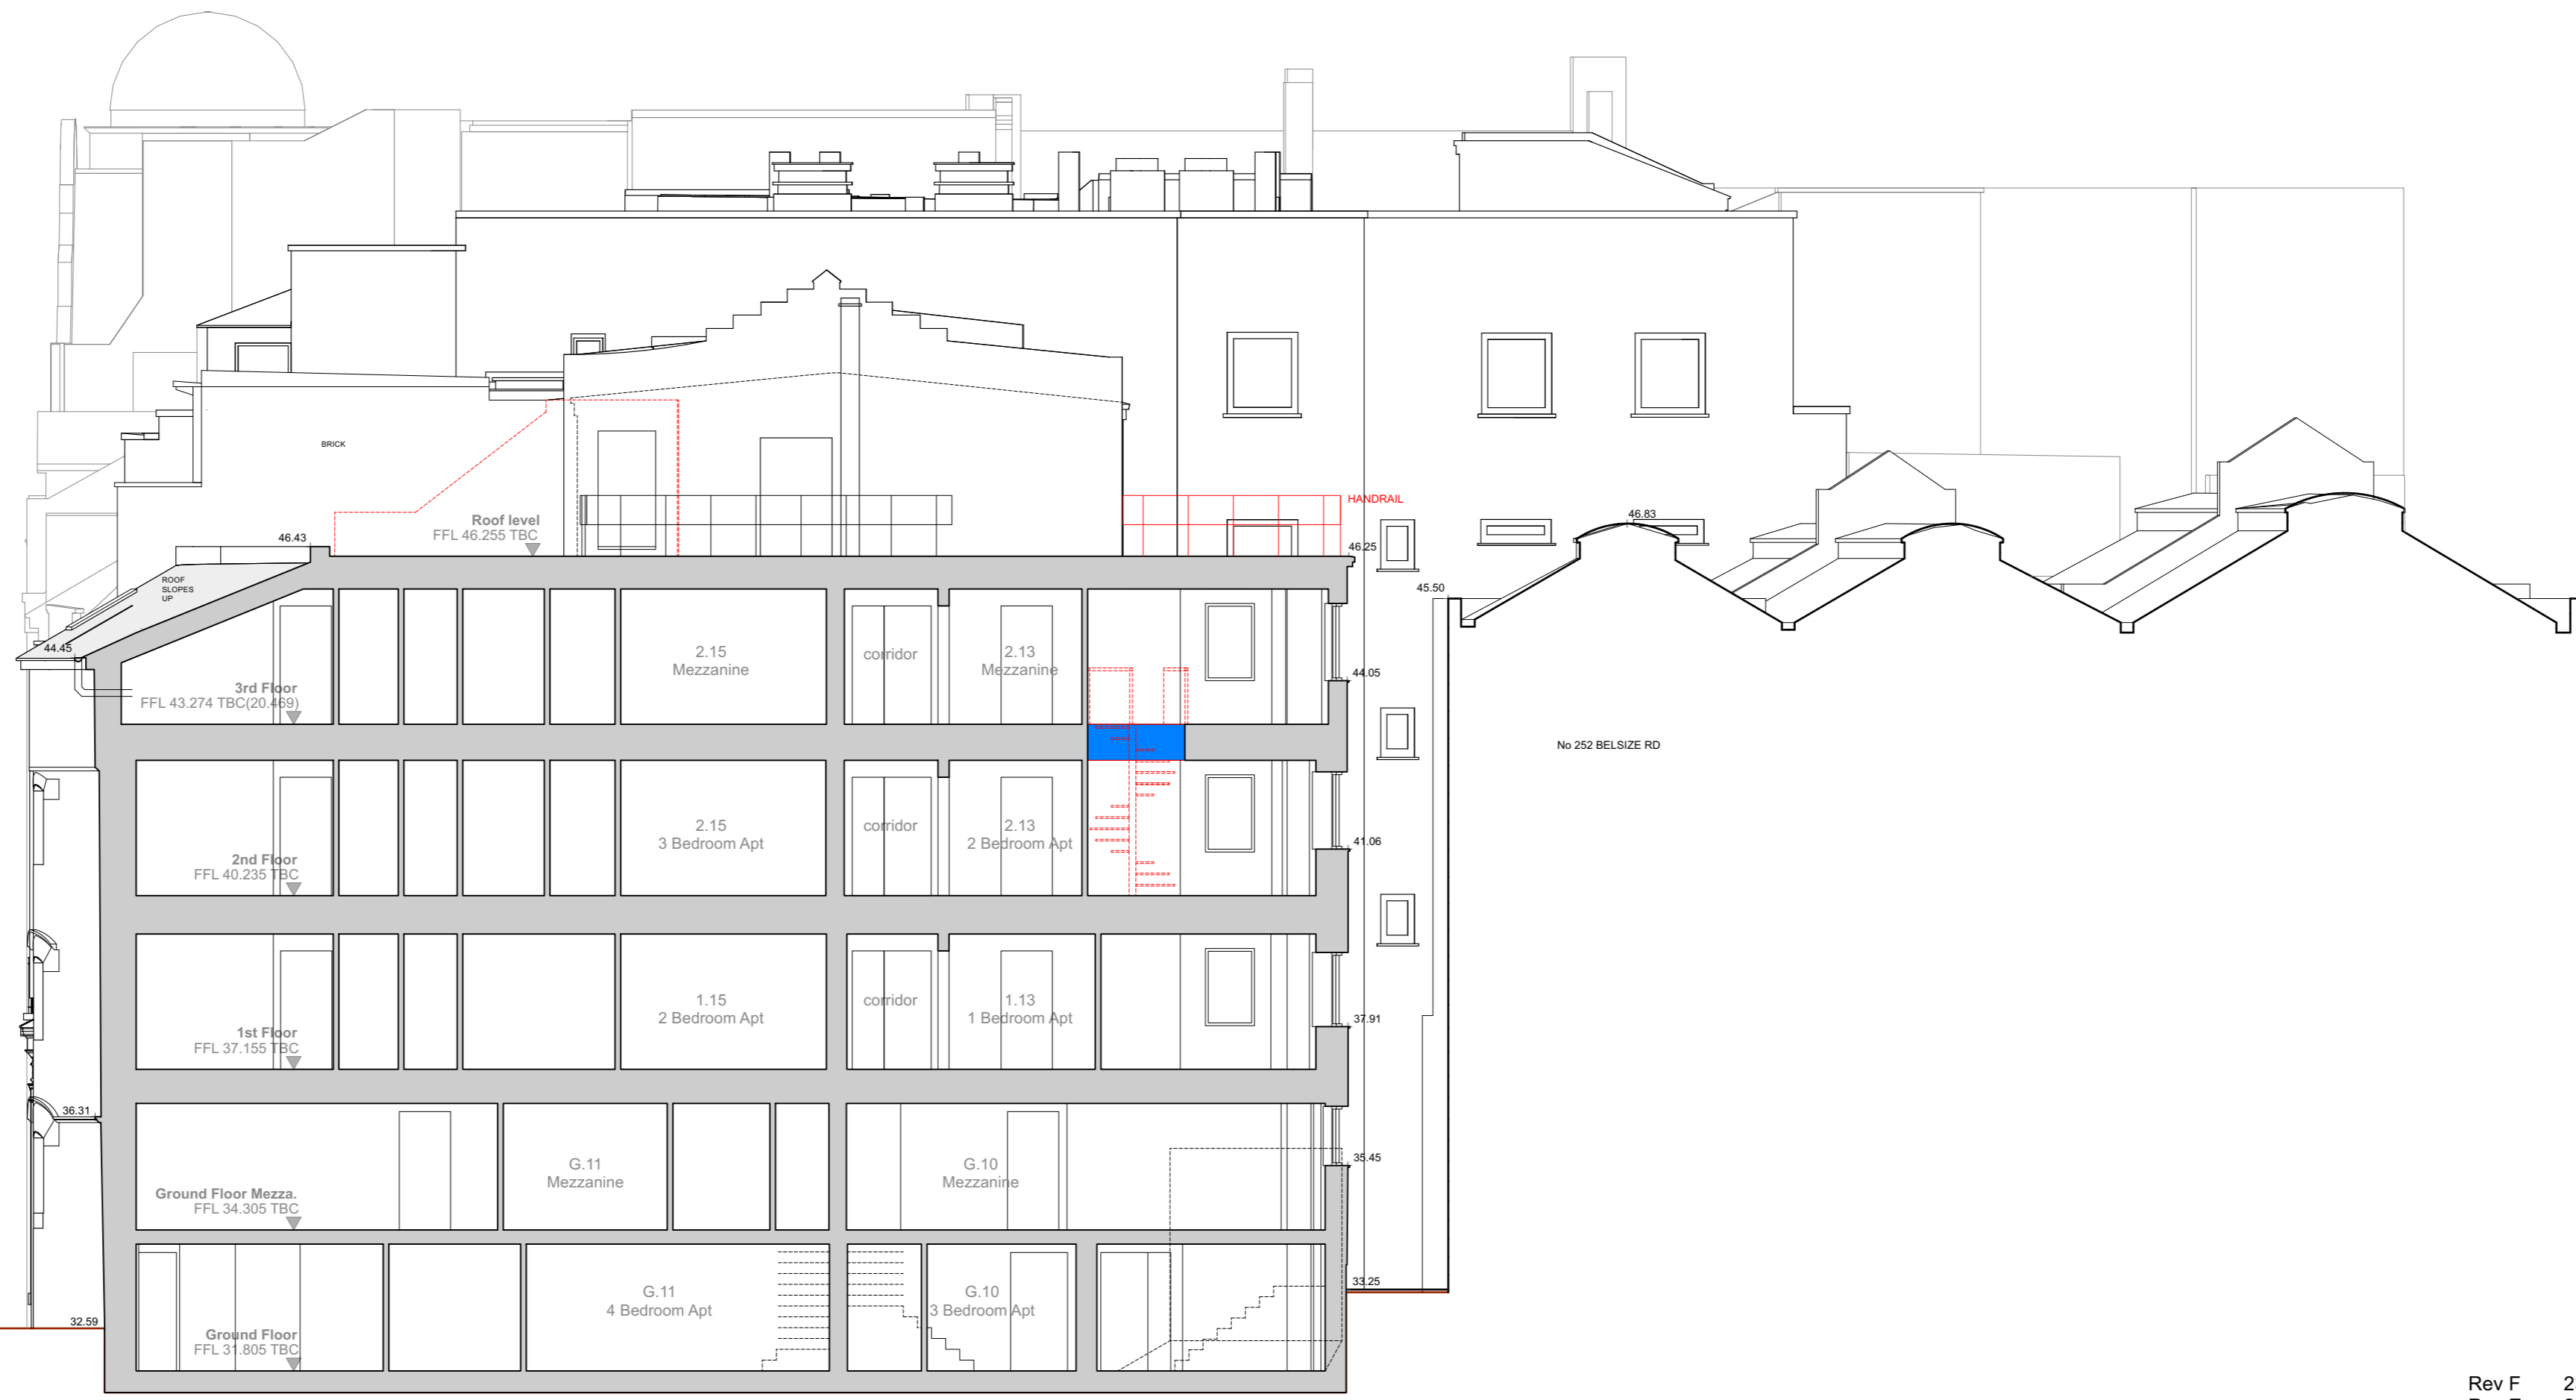 BRICK
Roof level
FFL 46.255 TBC
HANDRAIL
46.43
46.25
46.83
45.50
ROOF
SLOPES
UP
44.45
2.15
Mezzanine
corridor
2.13
Mezzanine
44.05
3rd Floor
FFL 43.274 TBC(20.469)
No 252 BELSIZE RD
2.15
3 Bedroom Apt
corridor
2.13
2 Bedroom Apt
41.06
2nd Floor
FFL 40.235 TBC
1.15
2 Bedroom Apt
corridor
1.13
1 Bedroom Apt
37.91
1st Floor
FFL 37.155 TBC
36.31
G.11
Mezzanine
G.10
Mezzanine
35.45
Ground Floor Mezza.
FFL 34.305 TBC
33.25
G.11
4 Bedroom Apt
G.10
3 Bedroom Apt
32.59
Ground Floor
FFL 31.805 TBC
Rev F 2